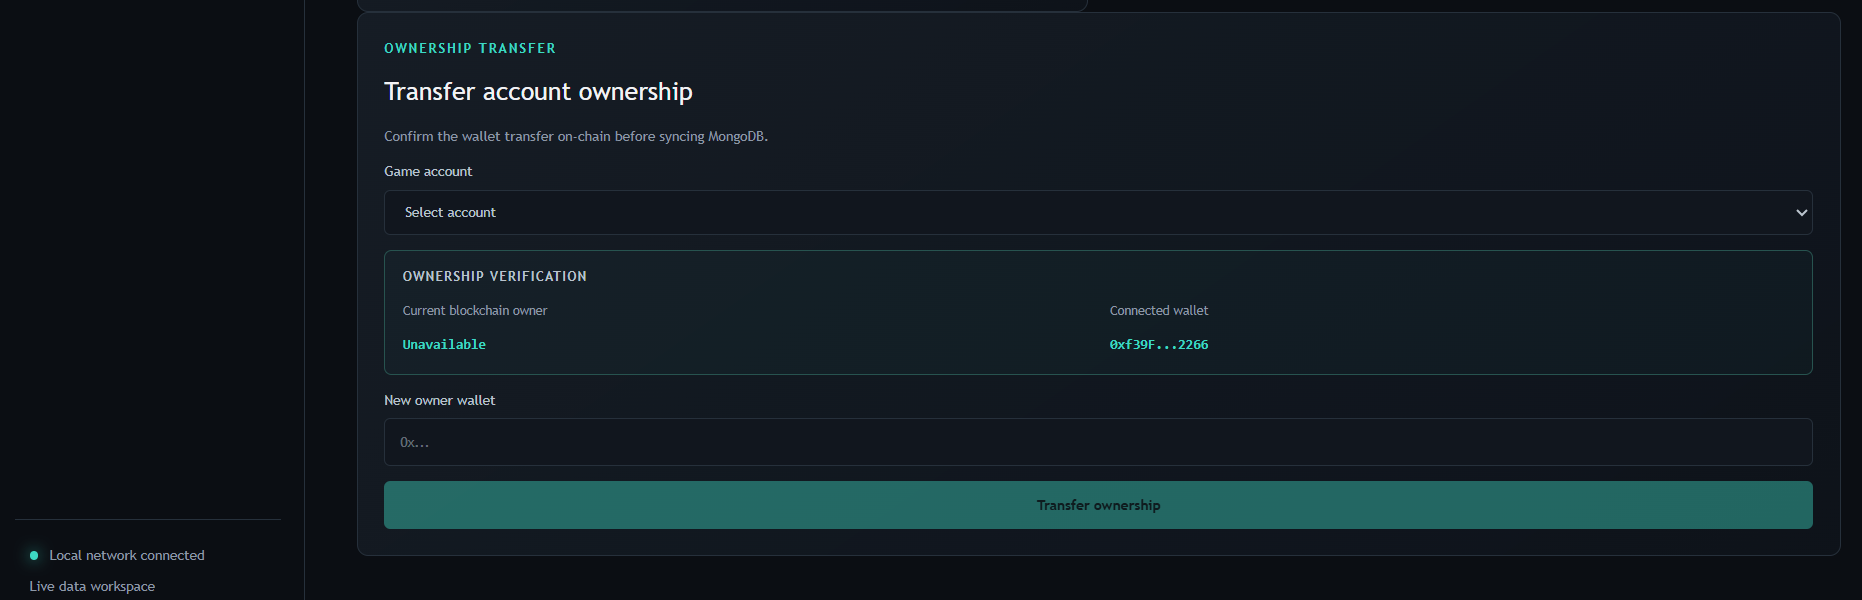 OWNERSHIP TRANSFER
Transfer account ownership
Confirm the wallet transfer on-chain before syncing MongoDB.
Game account
Select account
OWNERSHIP VERIFICATION
Current blockchain owner
Connected wallet
Unavailable
0xf39F...2266
New owner wallet
0x...
Transfer ownership
Local network connected
Live data workspace